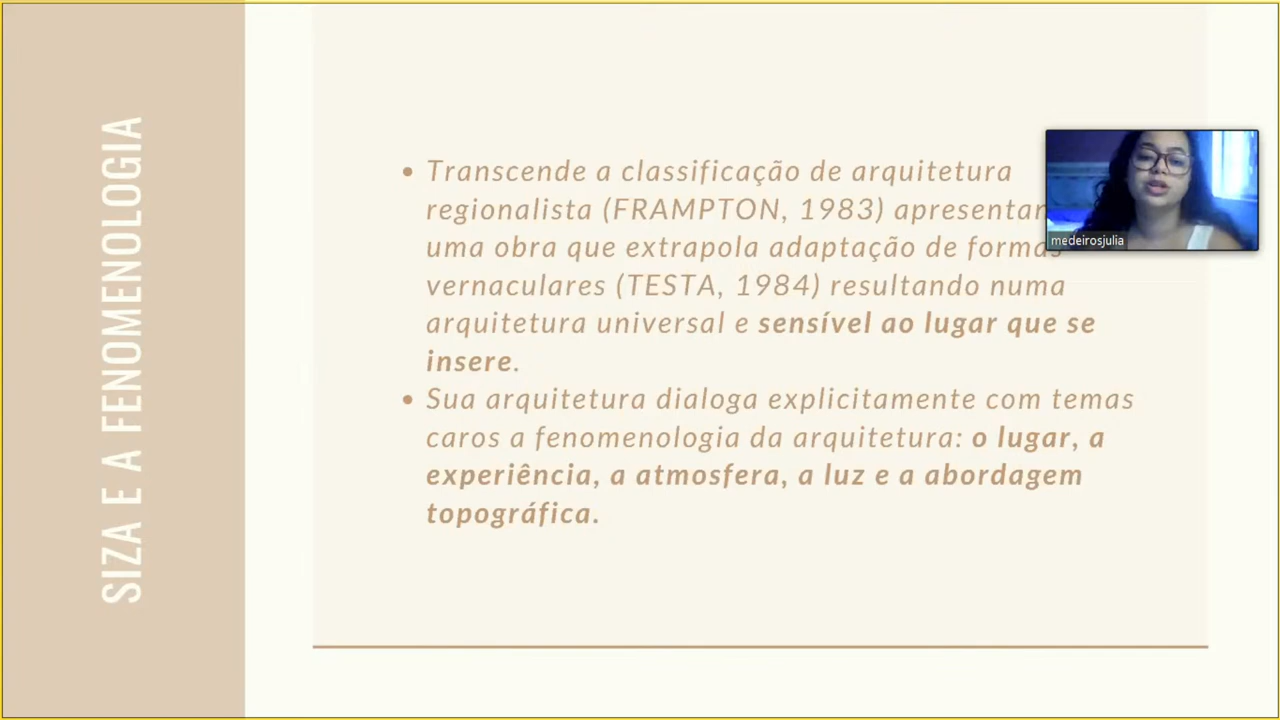 SIZA E A FENOMENOLOGIA
• Transcende a classificação de arquitetura
regionalista (FRAMPTON, 1983)
uma obra que extrapola adaptação de formas
vernaculares (TESTA, 1984) resultando numa
arquitetura universal e sensível ao lugar que se
insere.
• Sua arquitetura dialoga explicitamente com temas
caros a fenomenologia da arquitetura: o lugar, a
experiência, a atmosfera, a luz e a abordagem
topográfica.
medeirosjulia